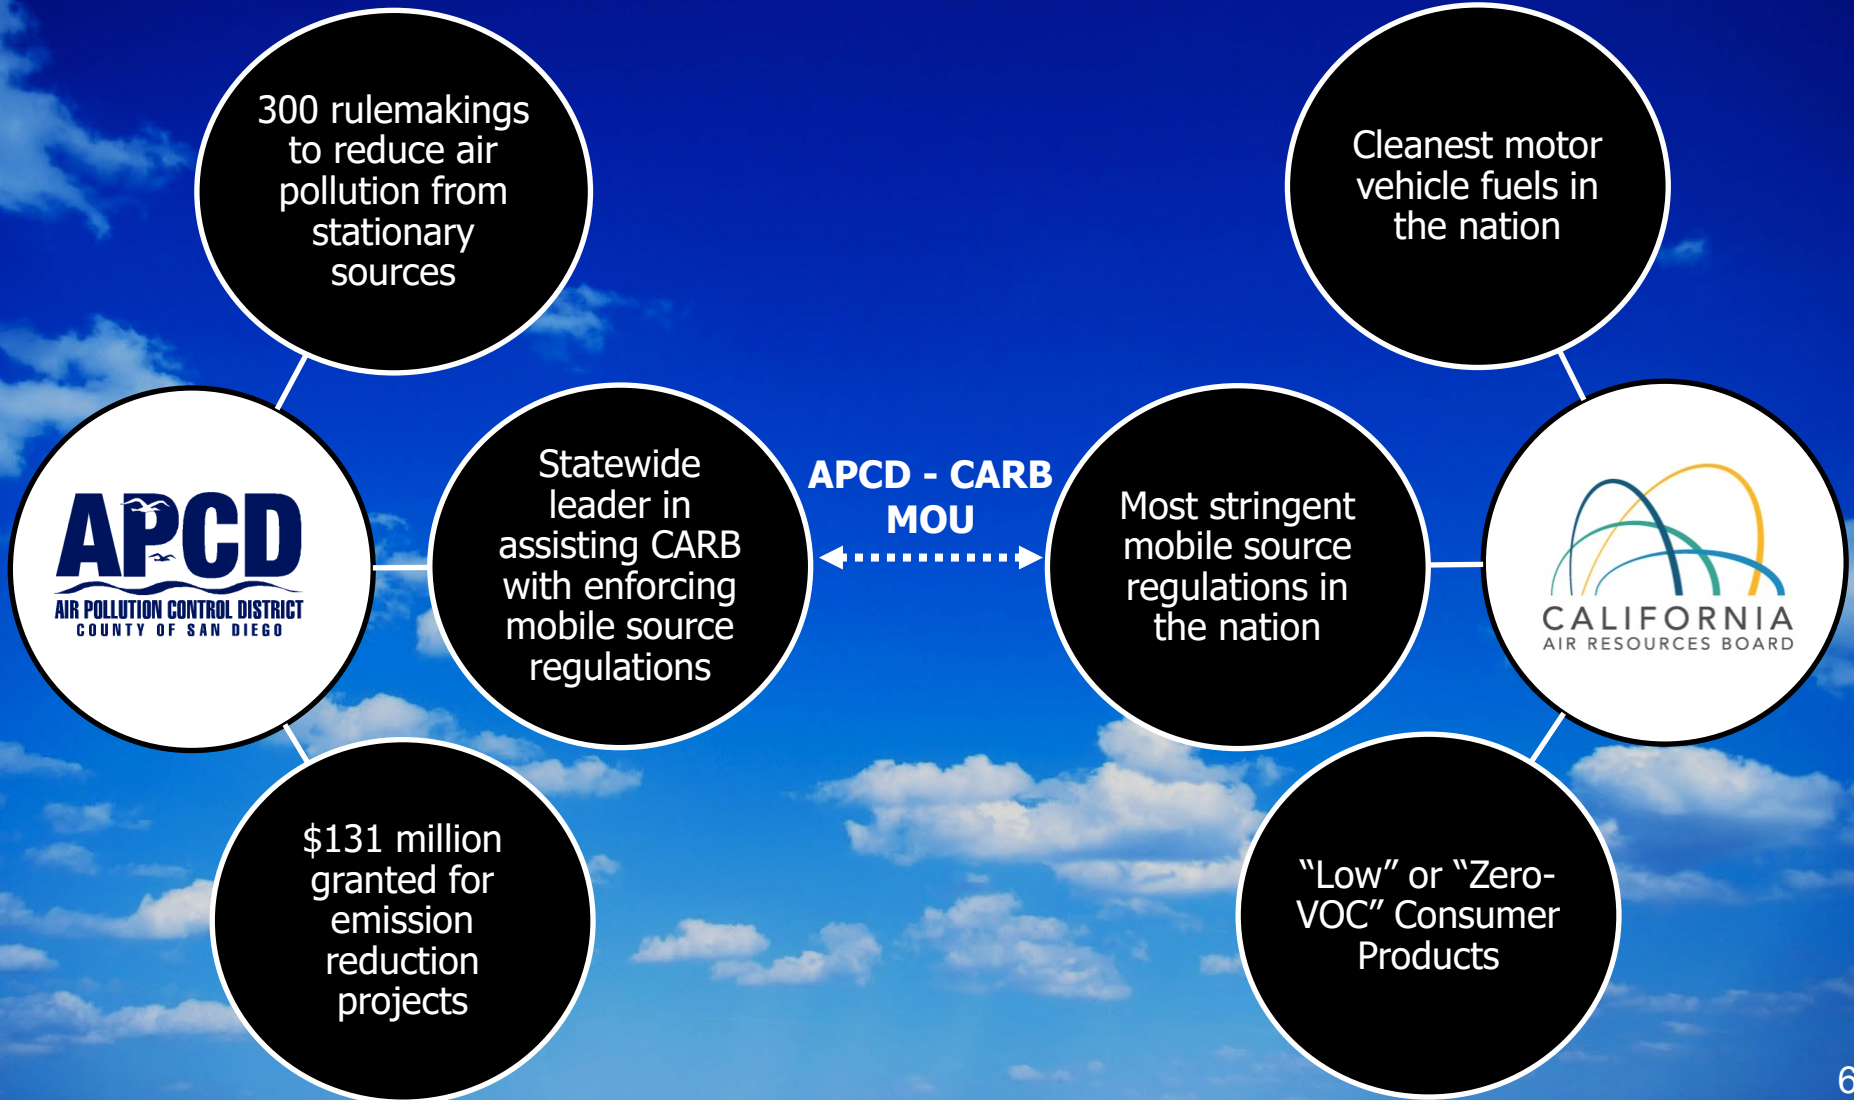 300 rulemakings
to reduce air
pollution from
stationary
sources
Cleanest motor
vehicle fuels in
the nation
APCD
AIR POLLUTION CONTROL DISTRICT
COUNTY OF SAN DIEGO
Statewide
leader in
assisting CARB
with enforcing
mobile source
regulations
APCD - CARB
MOU
Most stringent
mobile source
regulations in
the nation
CALIFORNIA
AIR RESOURCES BOARD
$131 million
granted for
emission
reduction
projects
“Low” or “Zero-
VOC” Consumer
Products
6